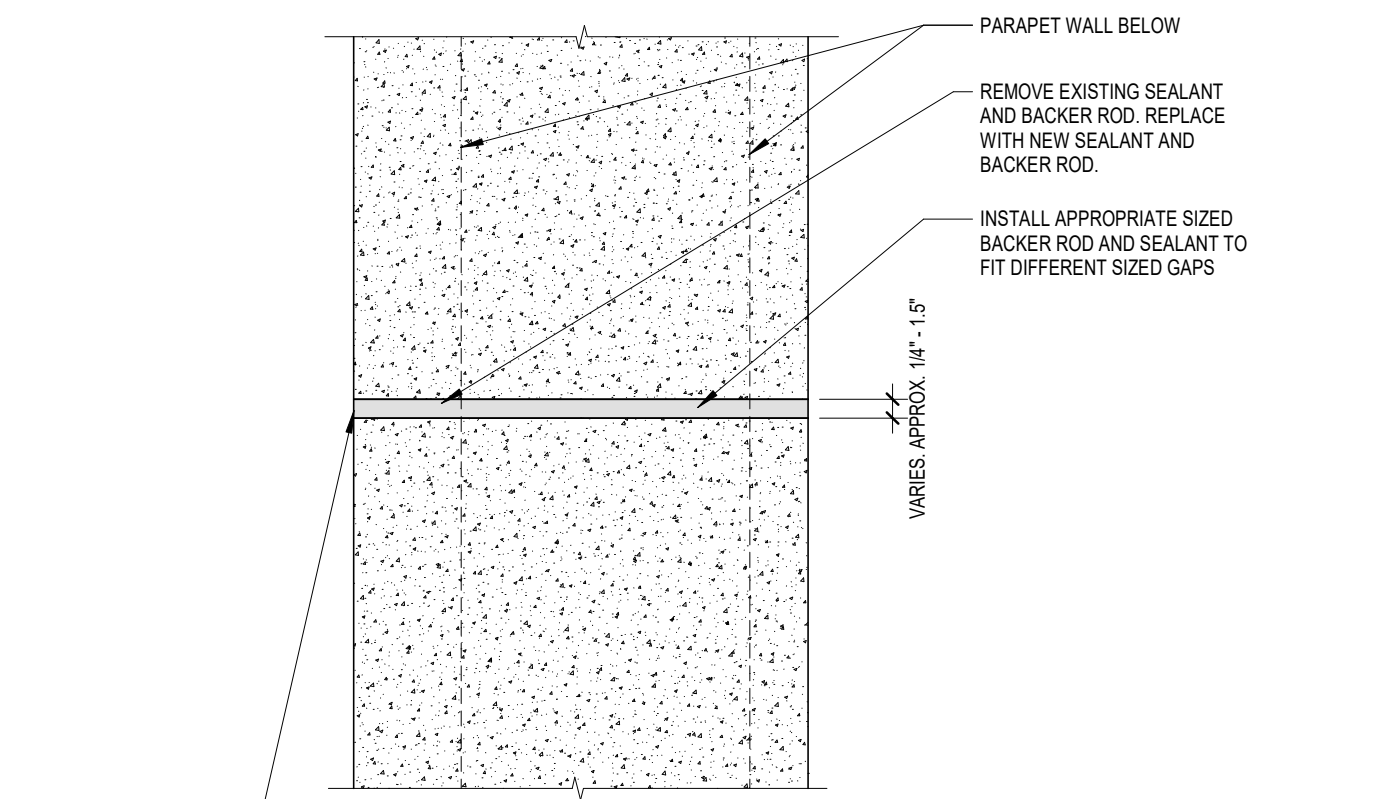 PARAPET WALL BELOW
REMOVE EXISTING SEALANT
AND BACKER ROD. REPLACE
WITH NEW SEALANT AND
BACKER ROD.
INSTALL APPROPRIATE SIZED
BACKER ROD AND SEALANT TO
FIT DIFFERENT SIZED GAPS
VARIES. APPROX. 1/4" - 1.5"